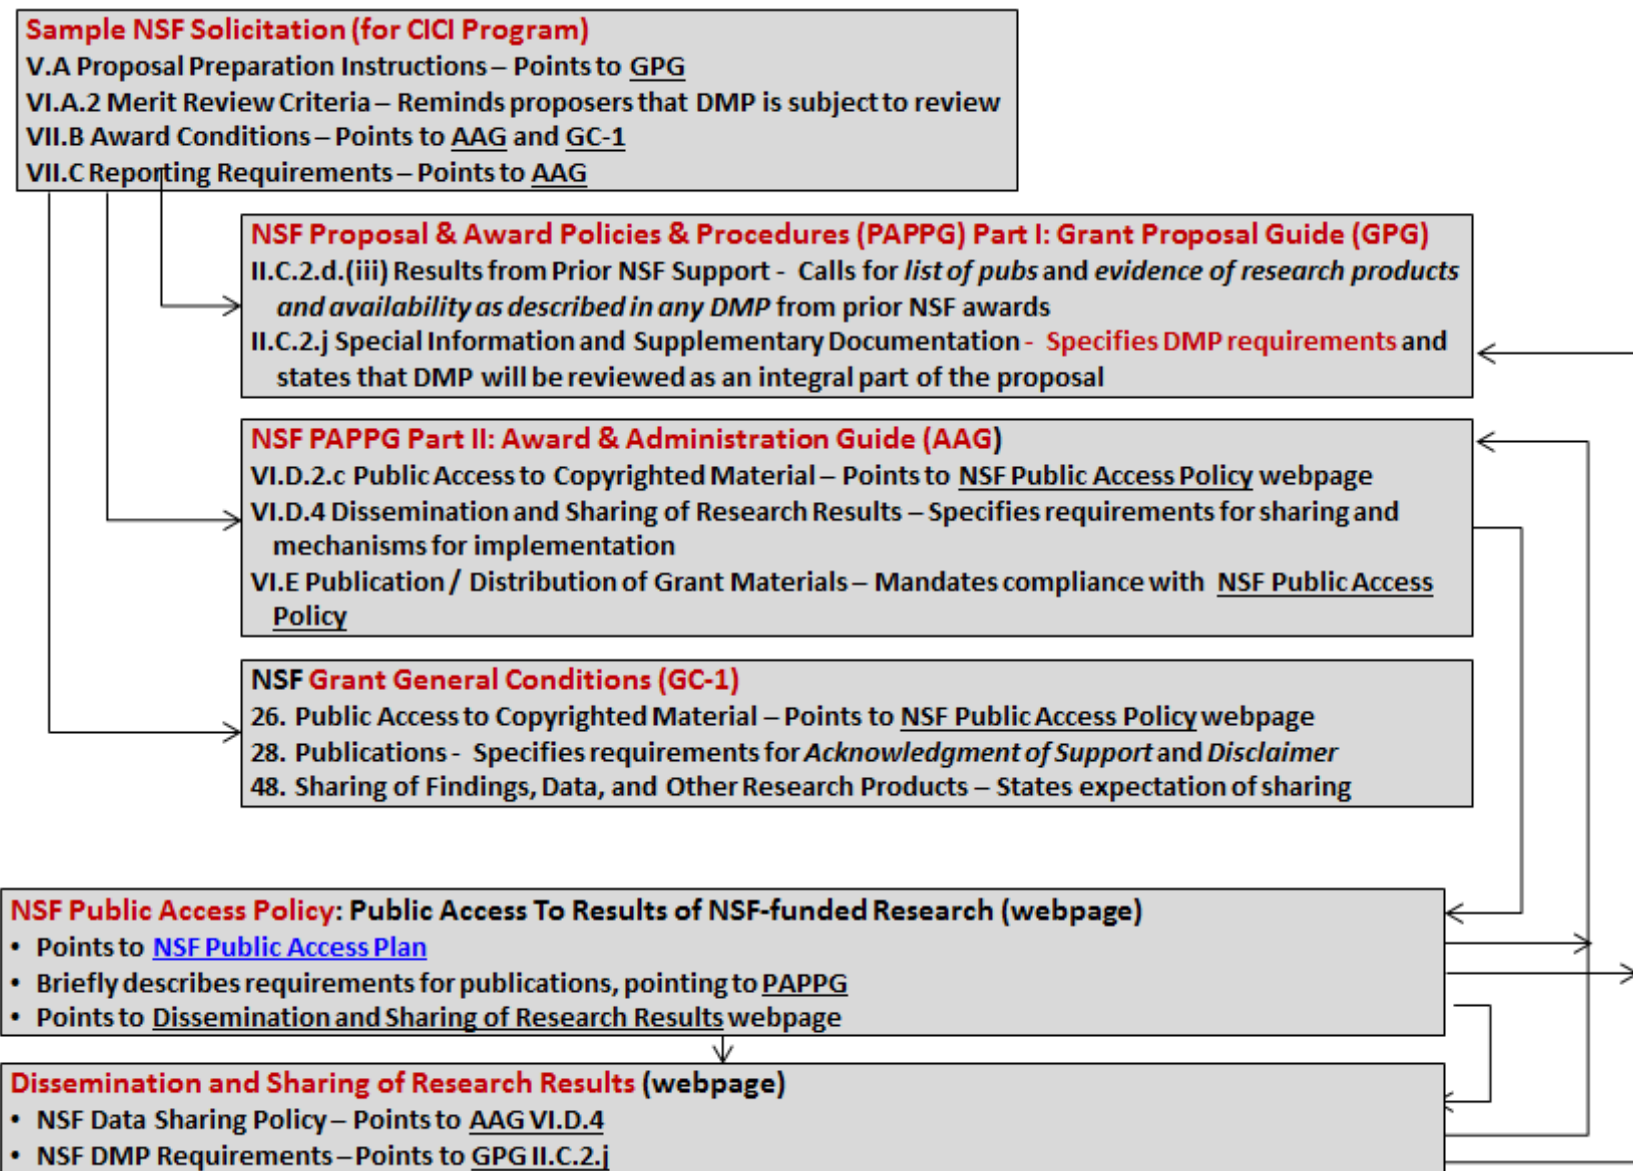 Sample NSF Solicitation (for CICI Program)
V.A Proposal Preparation Instructions – Points to GPG
VI.A.2 Merit Review Criteria – Reminds proposers that DMP is subject to review
VII.B Award Conditions – Points to AAG and GC-1
VII.C Reporting Requirements – Points to AAG
NSF Proposal & Award Policies & Procedures (PAPPG) Part I: Grant Proposal Guide (GPG)
II.C.2.d.(iii) Results from Prior NSF Support - Calls for list of pubs and evidence of research products
and availability as described in any DMP from prior NSF awards
II.C.2.j Special Information and Supplementary Documentation - Specifies DMP requirements and
states that DMP will be reviewed as an integral part of the proposal
NSF PAPPG Part II: Award & Administration Guide (AAG)
VI.D.2.c Public Access to Copyrighted Material – Points to NSF Public Access Policy webpage
VI.D.4 Dissemination and Sharing of Research Results – Specifies requirements for sharing and
mechanisms for implementation
VI.E Publication / Distribution of Grant Materials – Mandates compliance with NSF Public Access
Policy
NSF Grant General Conditions (GC-1)
26. Public Access to Copyrighted Material – Points to NSF Public Access Policy webpage
28. Publications - Specifies requirements for Acknowledgment of Support and Disclaimer
48. Sharing of Findings, Data, and Other Research Products – States expectation of sharing
NSF Public Access Policy: Public Access To Results of NSF-funded Research (webpage)
• Points to NSF Public Access Plan
• Briefly describes requirements for publications, pointing to PAPPG
• Points to Dissemination and Sharing of Research Results webpage
Dissemination and Sharing of Research Results (webpage)
• NSF Data Sharing Policy – Points to AAG VI.D.4
• NSF DMP Requirements – Points to GPG II.C.2.j